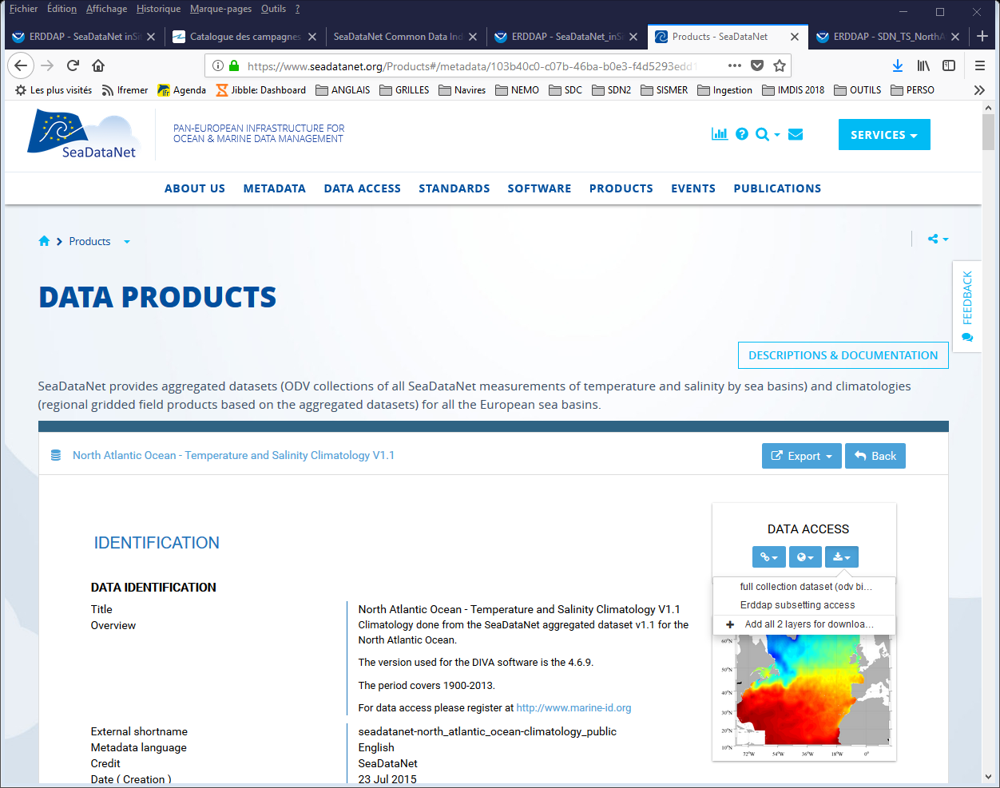 Fichier Édition Affichage Historique Marque-pages Outils ?
ERDDAP - SeaDataNet inSit
Catalogue des campagnes
SeaDataNet Common Data Ind
ERDDAP - SeaDataNet_inS
Products - SeaDataNet
ERDDAP - SDN_TS_NorthA
https://www.seadatanet.org/Products#/metadata/103b40c0-c07b-46ba-b0e3-f4d5293edd1
Les plus visités Ifremer Agenda Jibble: Dashboard ANGLAIS GRILLES Navires NEMO SDC SDN2 SISMER Ingestion IMDIS 2018 OUTILS PERSO
SeaDataNet
PAN-EUROPEAN INFRASTRUCTURE FOR
OCEAN & MARINE DATA MANAGEMENT
SERVICES
ABOUT US METADATA DATA ACCESS STANDARDS SOFTWARE PRODUCTS EVENTS PUBLICATIONS
Products
FEEDBACK
DATA PRODUCTS
DESCRIPTIONS & DOCUMENTATION
SeaDataNet provides aggregated datasets (ODV collections of all SeaDataNet measurements of temperature and salinity by sea basins) and climatologies
(regional gridded field products based on the aggregated datasets) for all the European sea basins.
North Atlantic Ocean - Temperature and Salinity Climatology V1.1
Export
Back
IDENTIFICATION
DATA ACCESS
full collection dataset (odv bi...
Erddap subsetting access
Add all 2 layers for downloa...
60°N
50°N
40°N
30°N
20°N
10°N
72°W 54°W 36°W 18°W 0°
DATA IDENTIFICATION
Title North Atlantic Ocean - Temperature and Salinity Climatology V1.1
Overview Climatology done from the SeaDataNet aggregated dataset v1.1 for the
North Atlantic Ocean.
The version used for the DIVA software is the 4.6.9.
The period covers 1900-2013.
For data access please register at http://www.marine-id.org
External shortname seadatanet-north_atlantic_ocean-climatology_public
Metadata language English
Credit SeaDataNet
Date ( Creation ) 23 Jul 2015